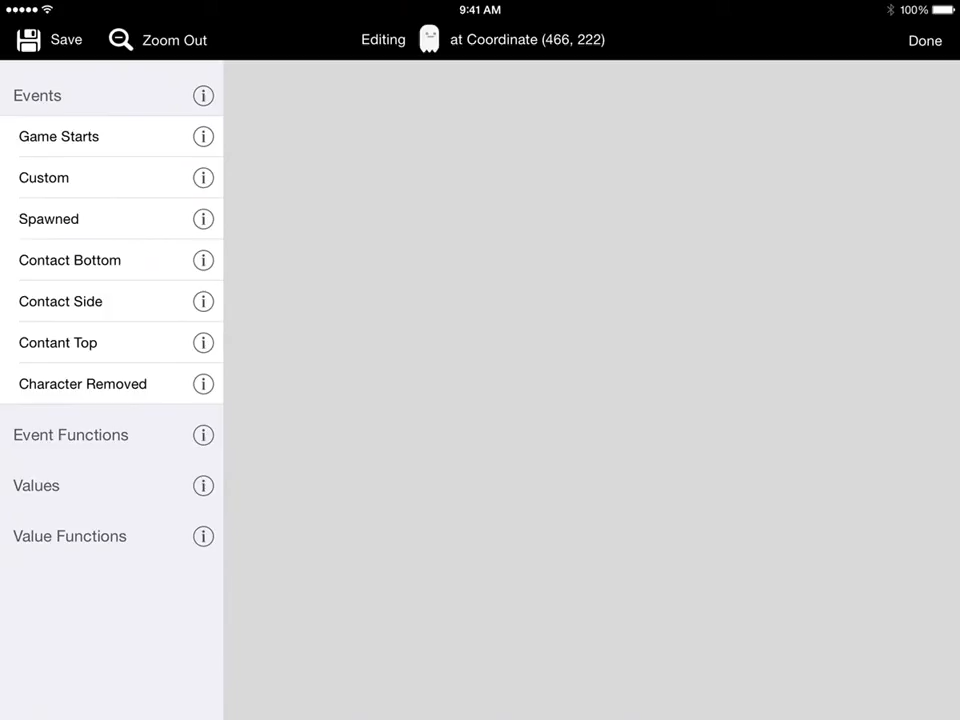 9:41 AM
100%
Save
Zoom Out
Editing at Coordinate (466, 222)
Done
Events
Game Starts
Custom
Spawned
Contact Bottom
Contact Side
Contant Top
Character Removed
Event Functions
Values
Value Functions